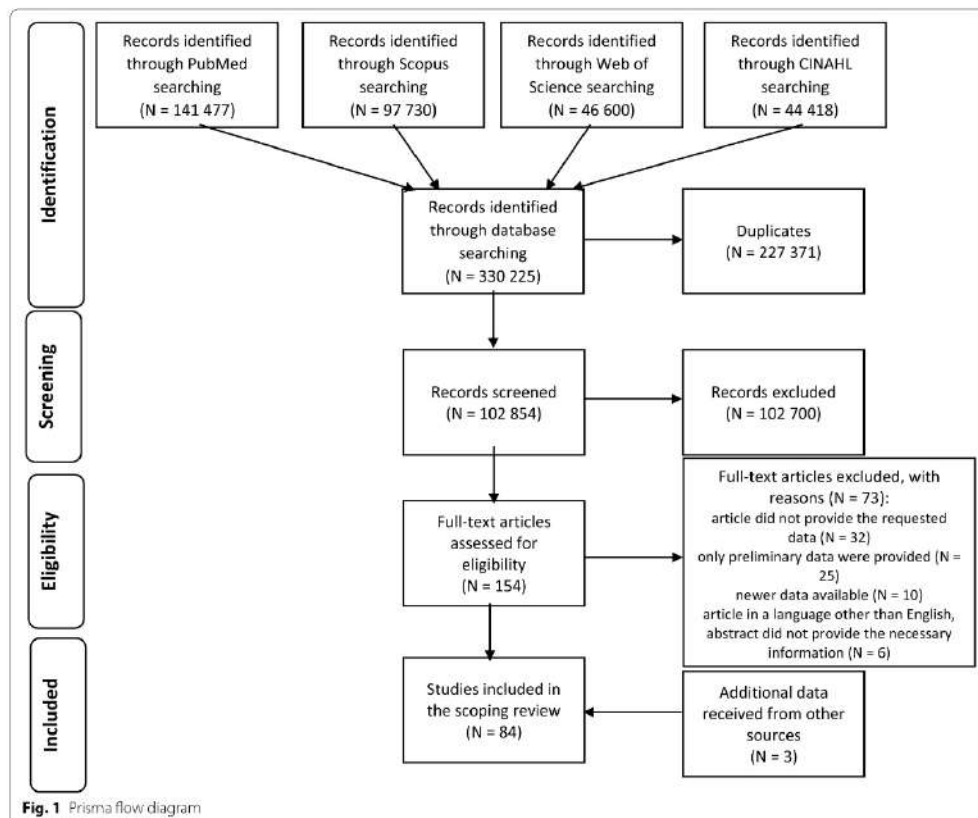 Identification
Records identified
through PubMed
searching
(N = 141 477)
Records identified
through Scopus
searching
(N = 97 730)
Records identified
through Web of
Science searching
(N = 46 600)
Records identified
through CINAHL
searching
(N = 44 418)
Records identified
through database
searching
(N = 330 225)
Duplicates
(N = 227 371)
Screening
Records screened
(N = 102 854)
Records excluded
(N = 102 700)
Eligibility
Full-text articles
assessed for
eligibility
(N = 154)
Full-text articles excluded, with
reasons (N = 73):
article did not provide the requested
data (N = 32)
only preliminary data were provided (N =
25)
newer data available (N = 10)
article in a language other than English,
abstract did not provide the necessary
information (N = 6)
Included
Studies included in
the scoping review
(N = 84)
Additional data
received from other
sources
(N = 3)
Fig. 1 Prisma flow diagram